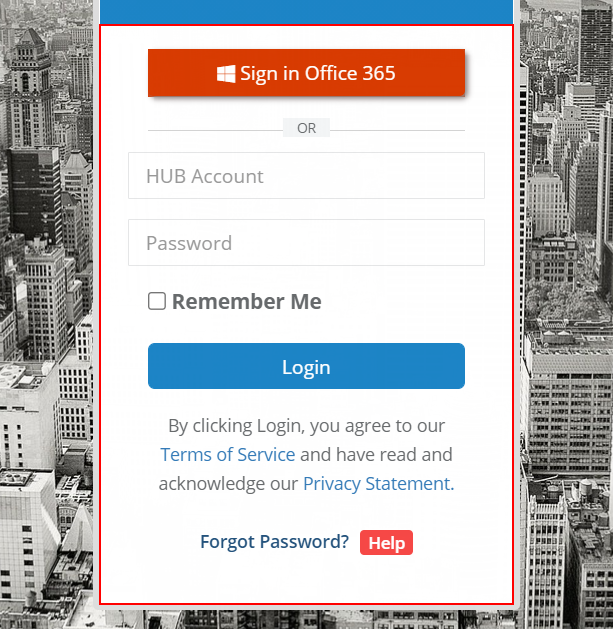 Sign in Office 365
OR
HUB Account
Password
Remember Me
Login
By clicking Login, you agree to our
Terms of Service and have read and
acknowledge our Privacy Statement.
Forgot Password? Help